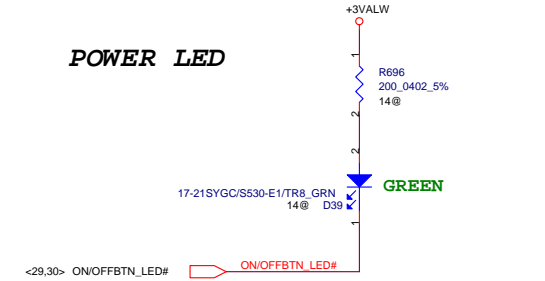 +3VALW
POWER LED
1
R696
200_0402_5%
14@
2
2
GREEN
17-21SYGC/S530-E1/TR8_GRN
14@ D39
1
<29,30> ON/OFFBTN_LED#
ON/OFFBTN_LED#